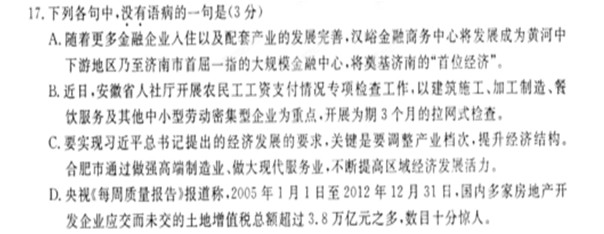 17.下列各句中,没有语病的一句是(3分)
A.随着更多金融企业入住以及配套产业的发展完善,汉峪金融商务中心将发展成为黄河中
下游地区乃至济南市首屈一指的大规模金融中心,将奠基济南的“首位经济”。
B.近日,安徽省人社厅开展农民工工资支付情况专项检查工作,以建筑施工、加工制造、餐
饮服务及其他中小型劳动密集型企业为重点,开展为期3个月的拉网式检查。
C.要实现习近平总书记提出的经济发展的要求,关键是要调整产业档次,提升经济结构。
合肥市通过做强高端制造业、做大现代服务业,不断提高区域经济发展活力。
D.央视《每周质量报告》报道称,2005年1月1日至2012年12月31日,国内多家房地产开
发企业应交而未交的土地增值税总额超过3.8万亿元之多,数目十分惊人。